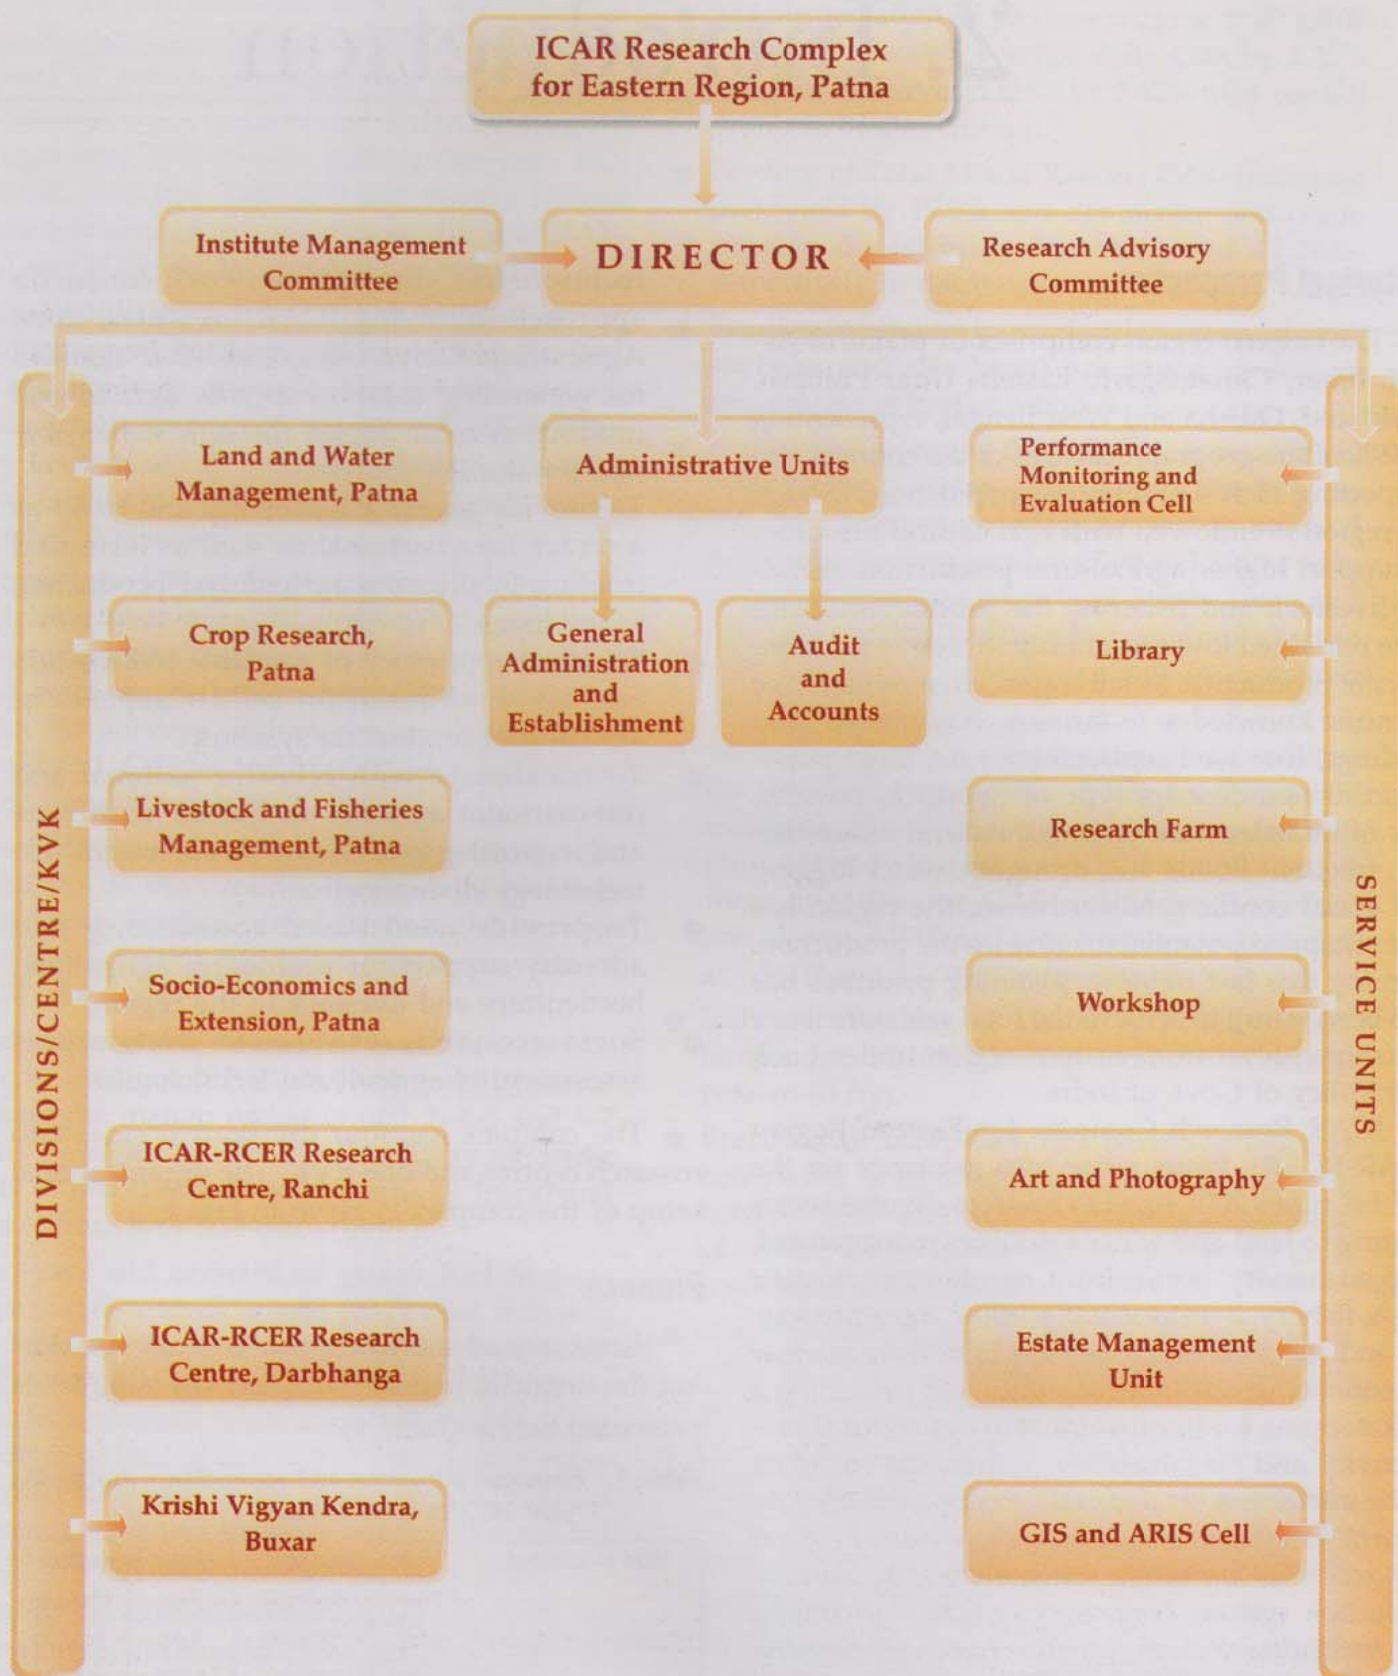 ICAR Research Complex
for Eastern Region, Patna
Institute Management
Committee
DIRECTOR
Research Advisory
Committee
DIVISIONS/CENTRE/KVK
Land and Water
Management, Patna
Crop Research,
Patna
Livestock and Fisheries
Management, Patna
Socio-Economics and
Extension, Patna
ICAR-RCER Research
Centre, Ranchi
ICAR-RCER Research
Centre, Darbhanga
Krishi Vigyan Kendra,
Buxar
Administrative Units
General
Administration
and
Establishment
Audit
and
Accounts
Performance
Monitoring and
Evaluation Cell
Library
Research Farm
Workshop
Art and Photography
Estate Management
Unit
GIS and ARIS Cell
SERVICE UNITS